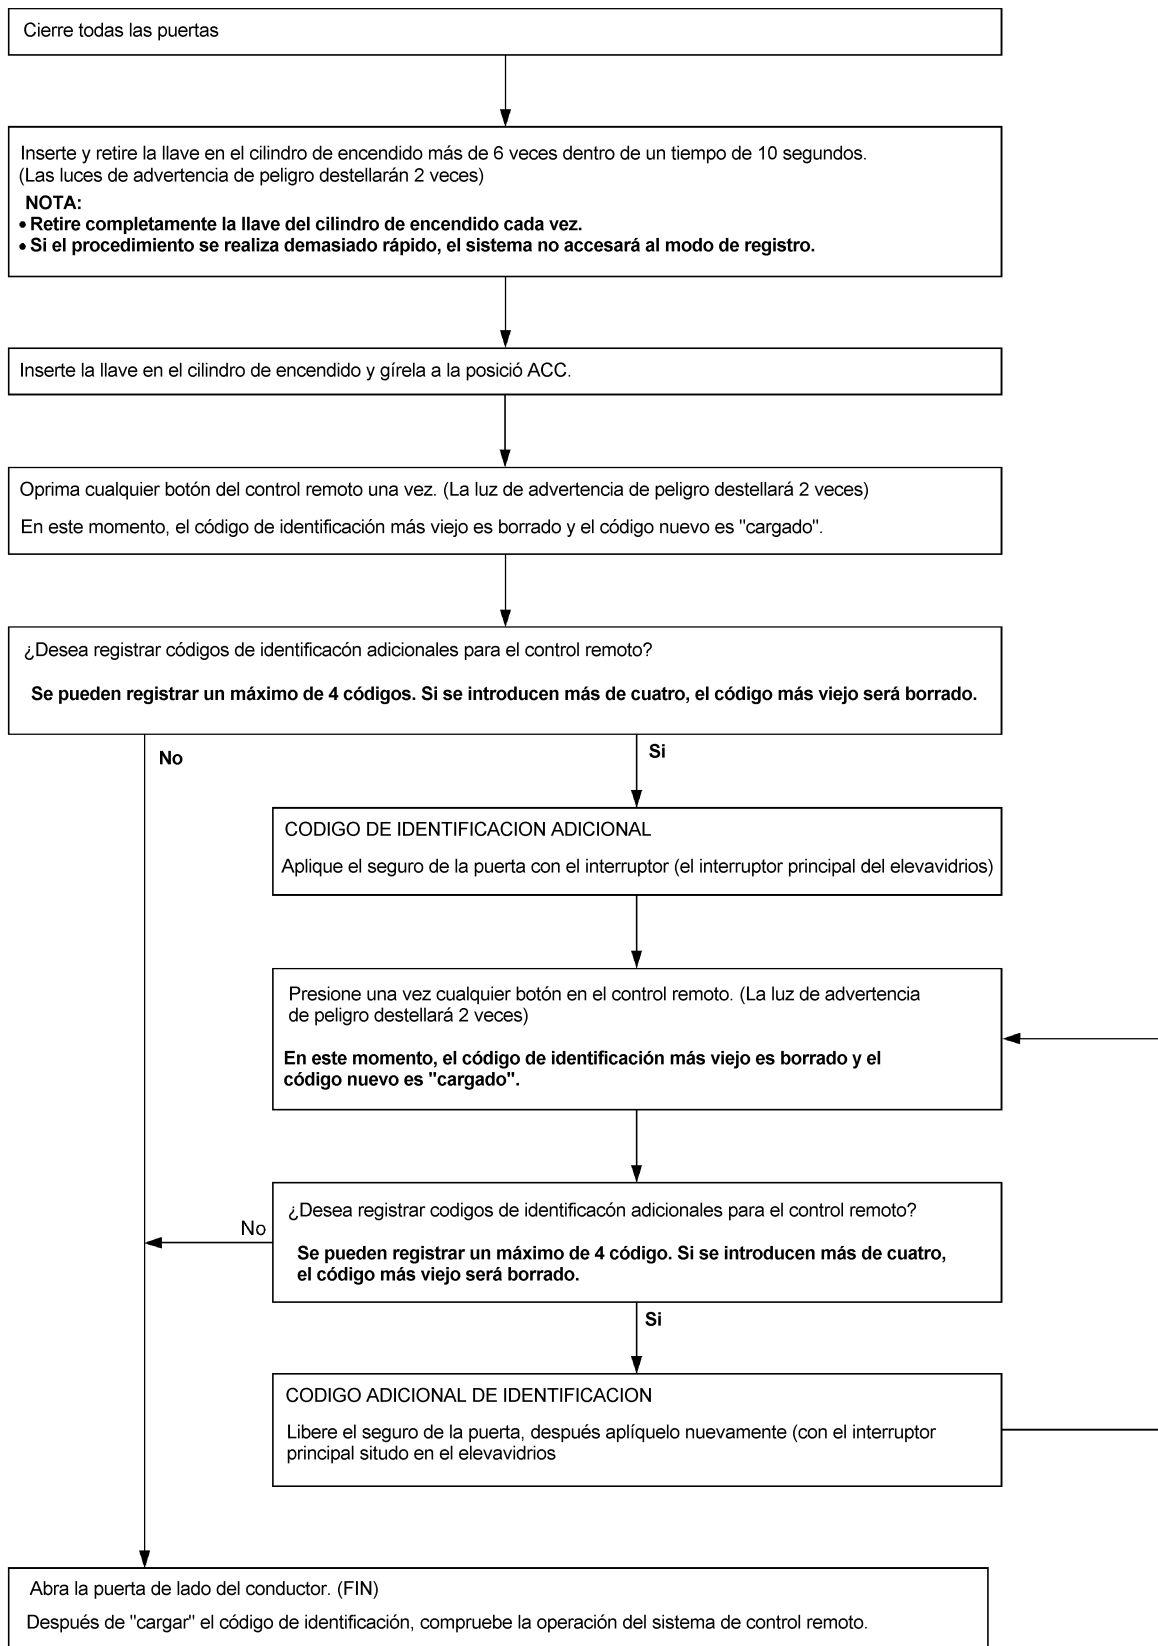 Cierre todas las puertas
Inserte y retire la llave en el cilindro de encendido más de 6 veces dentro de un tiempo de 10 segundos.
(Las luces de advertencia de peligro destellarán 2 veces)
NOTA:
• Retire completamente la llave del cilindro de encendido cada vez.
• Si el procedimiento se realiza demasiado rápido, el sistema no accesará al modo de registro.
Inserte la llave en el cilindro de encendido y gírela a la posició ACC.
Oprima cualquier botón del control remoto una vez. (La luz de advertencia de peligro destellará 2 veces)
En este momento, el código de identificación más viejo es borrado y el código nuevo es "cargado".
¿Desea registrar códigos de identificacón adicionales para el control remoto?
Se pueden registrar un máximo de 4 códigos. Si se introducen más de cuatro, el código más viejo será borrado.
No
Si
CODIGO DE IDENTIFICACION ADICIONAL
Aplique el seguro de la puerta con el interruptor (el interruptor principal del elevavidrios)
Presione una vez cualquier botón en el control remoto. (La luz de advertencia
de peligro destellará 2 veces)
En este momento, el código de identificación más viejo es borrado y el
código nuevo es "cargado".
¿Desea registrar codigos de identificacón adicionales para el control remoto?
Se pueden registrar un máximo de 4 código. Si se introducen más de cuatro,
el código más viejo será borrado.
No
Si
CODIGO ADICIONAL DE IDENTIFICACION
Libere el seguro de la puerta, después aplíquelo nuevamente (con el interruptor
principal situdo en el elevavidrios
Abra la puerta de lado del conductor. (FIN)
Después de "cargar" el código de identificación, compruebe la operación del sistema de control remoto.